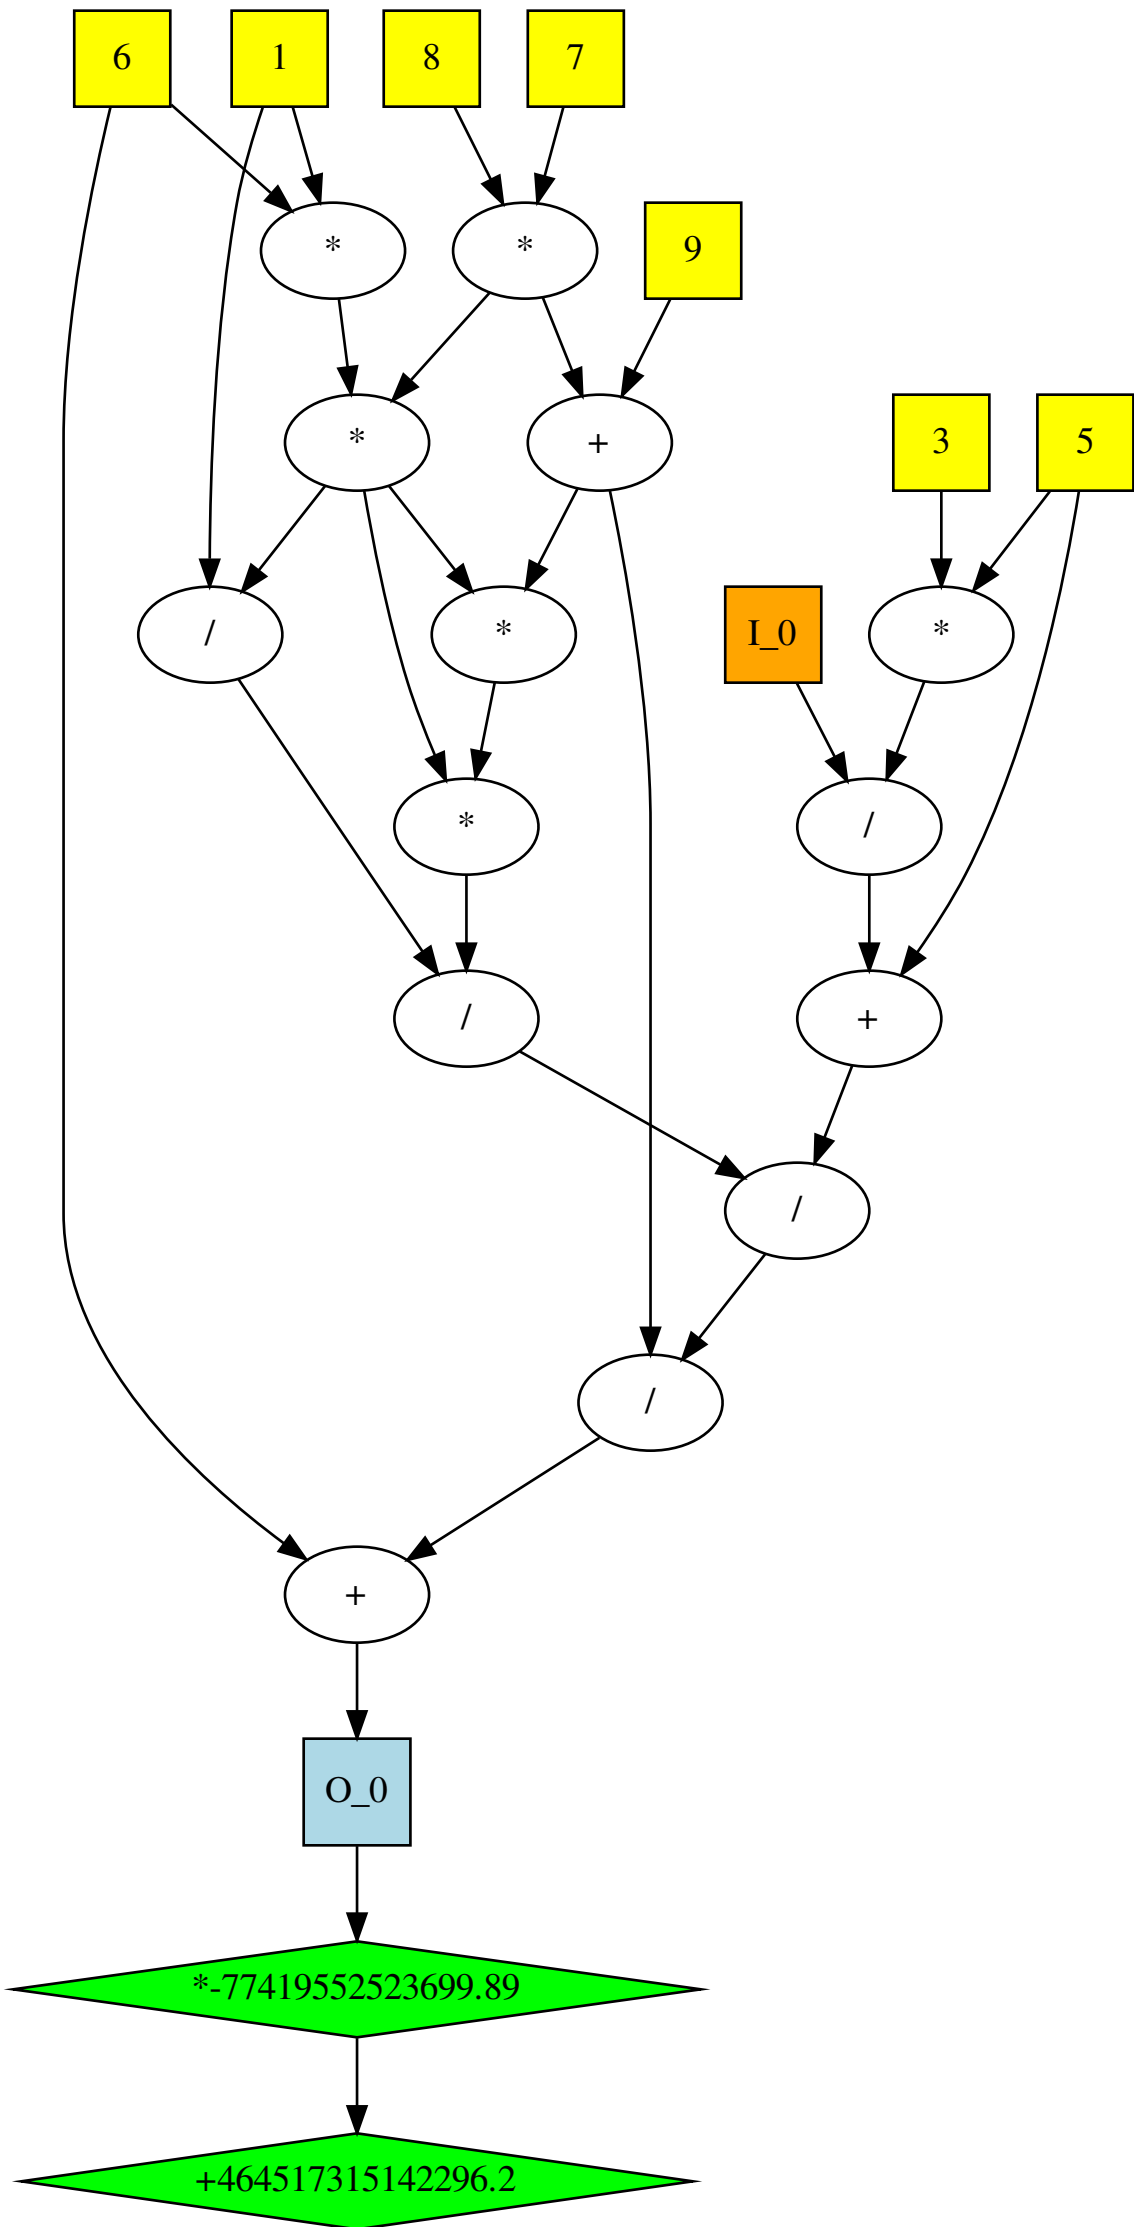 6 1 8 7
* * 9
* + 3 5
/ * I_0 *
* /
/ +
/
/
+
O_0
*-77419552523699.89
+464517315142296.2